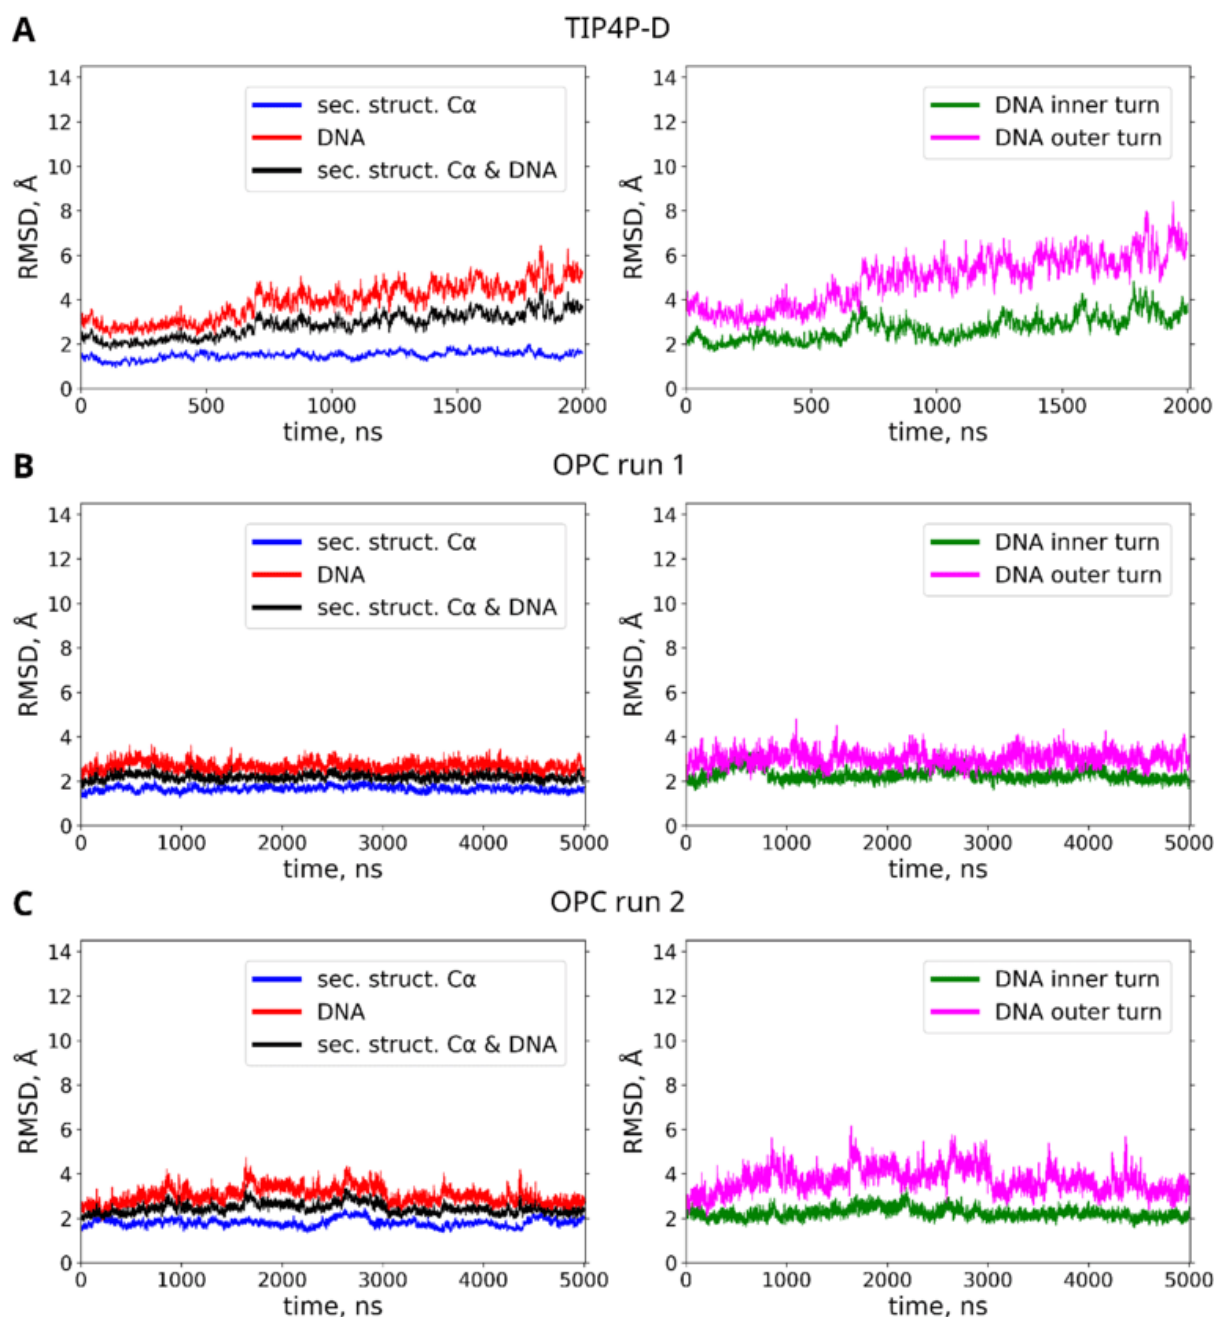 A
TIP4P-D
RMSD, Å
14
12
10
8
6
4
2
0
sec. struct. Cα
DNA
sec. struct. Cα & DNA
0 500 1000 1500 2000
time, ns
RMSD, Å
14
12
10
8
6
4
2
0
DNA inner turn
DNA outer turn
0 500 1000 1500 2000
time, ns
B
OPC run 1
RMSD, Å
14
12
10
8
6
4
2
0
sec. struct. Cα
DNA
sec. struct. Cα & DNA
0 1000 2000 3000 4000 5000
time, ns
RMSD, Å
14
12
10
8
6
4
2
0
DNA inner turn
DNA outer turn
0 1000 2000 3000 4000 5000
time, ns
C
OPC run 2
RMSD, Å
14
12
10
8
6
4
2
0
sec. struct. Cα
DNA
sec. struct. Cα & DNA
0 1000 2000 3000 4000 5000
time, ns
RMSD, Å
14
12
10
8
6
4
2
0
DNA inner turn
DNA outer turn
0 1000 2000 3000 4000 5000
time, ns